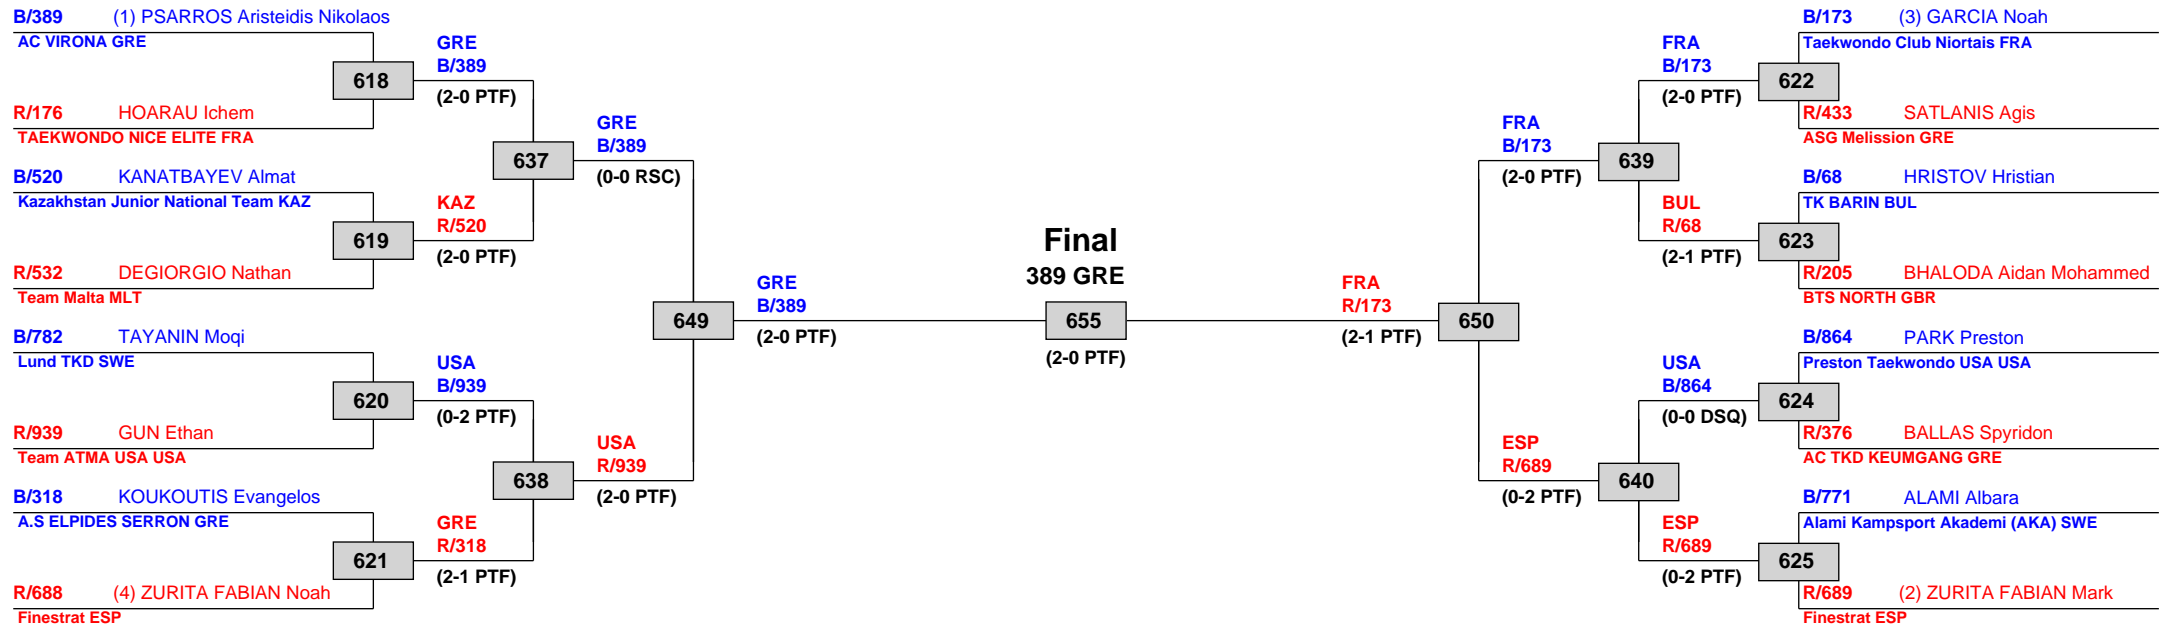 B/389 (1) PSARROS Aristeidis Nikolaos
AC VIRONA GRE
618
R/176 HOARAU Ichem
TAEKWONDO NICE ELITE FRA
B/520 KANATBAYEV Almat
Kazakhstan Junior National Team KAZ
619
R/532 DEGIORGIO Nathan
Team Malta MLT
B/782 TAYANIN Moqi
Lund TKD SWE
620
R/939 GUN Ethan
Team ATMA USA USA
B/318 KOUKOUTIS Evangelos
A.S ELPIDES SERRON GRE
621
R/688 (4) ZURITA FABIAN Noah
Finestrat ESP
GRE
B/389
(2-0 PTF)
637
KAZ
R/520
(2-0 PTF)
USA
B/939
(0-2 PTF)
638
GRE
R/318
(2-1 PTF)
GRE
B/389
(0-0 RSC)
649
USA
R/939
(2-0 PTF)
GRE
B/389
(2-0 PTF)
Final
389 GRE
655
(2-0 PTF)
FRA
R/173
(2-1 PTF)
650
FRA
B/173
(2-0 PTF)
ESP
R/689
(0-2 PTF)
639
640
FRA
B/173
(2-0 PTF)
BUL
R/68
(2-1 PTF)
USA
B/864
(0-0 DSQ)
ESP
R/689
(0-2 PTF)
B/173 (3) GARCIA Noah
Taekwondo Club Niortais FRA
622
R/433 SATLANIS Agis
ASG Melission GRE
B/68 HRISTOV Hristian
TK BARIN BUL
623
R/205 BHALODA Aidan Mohammed
BTS NORTH GBR
B/864 PARK Preston
Preston Taekwondo USA USA
624
R/376 BALLAS Spyridon
AC TKD KEUMGANG GRE
B/771 ALAMI Albara
Alami Kampsport Akademi (AKA) SWE
625
R/689 (2) ZURITA FABIAN Mark
Finestrat ESP